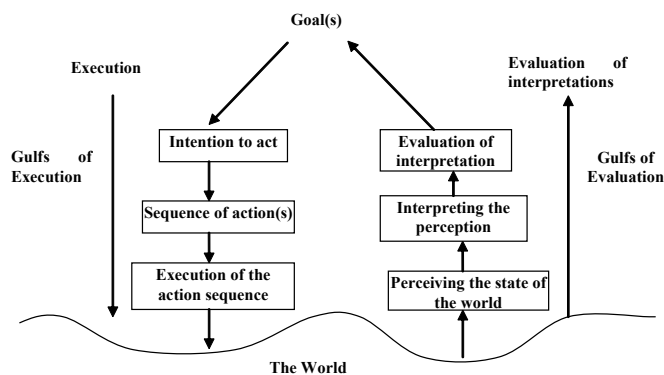 Goal(s)
Execution
Evaluation of
interpretations
Gulfs of
Execution
Intention to act
Evaluation of
interpretation
Gulfs of
Evaluation
Sequence of action(s)
Interpreting the
perception
Execution of the
action sequence
Perceiving the state of
the world
The World